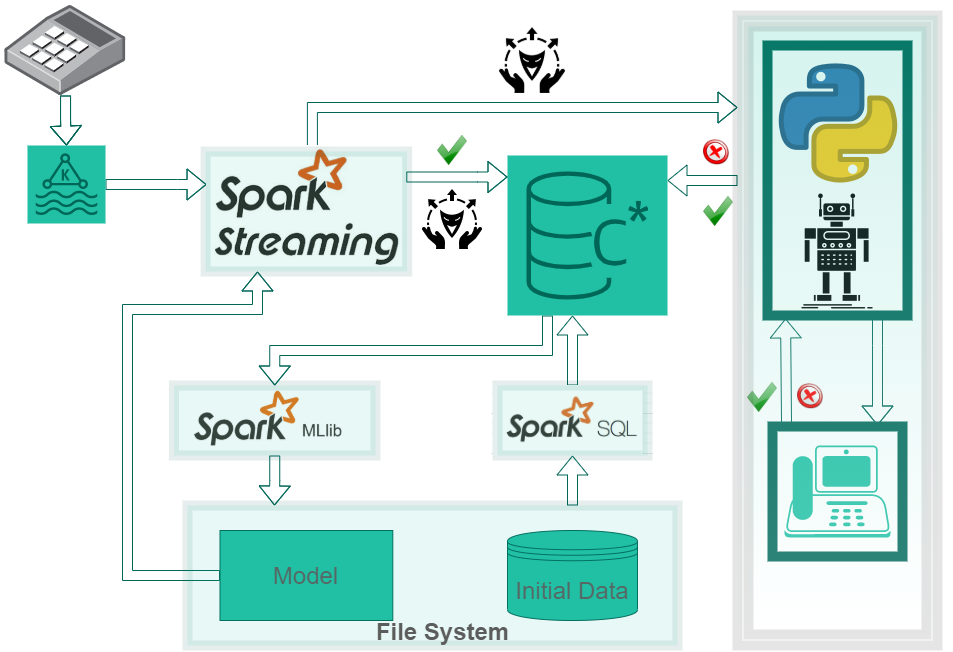 K
Spark
Streaming
C*
Spark MLlib
Spark SQL
Model
Initial Data
File System